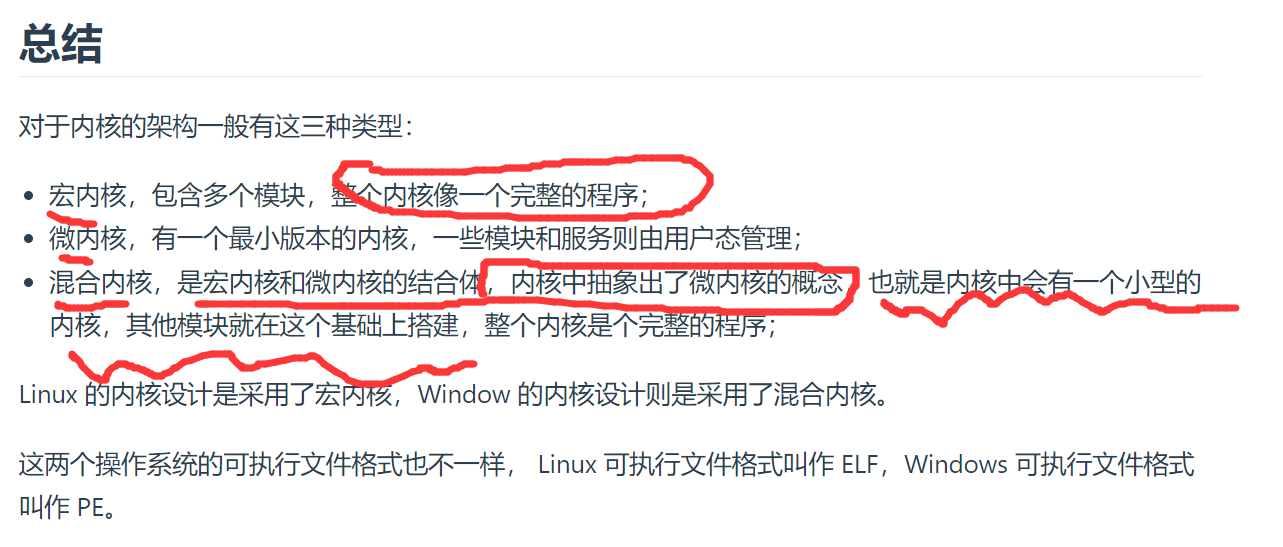 总结
对于内核的架构一般有这三种类型：
• 宏内核，包含多个模块，整个内核像一个完整的程序；
• 微内核，有一个最小版本的内核，一些模块和服务则由用户态管理；
• 混合内核，是宏内核和微内核的结合体，内核中抽象出了微内核的概念，也就是内核中会有一个小型的
内核，其他模块就在这个基础上搭建，整个内核是个完整的程序；
Linux 的内核设计是采用了宏内核，Window 的内核设计则是采用了混合内核。
这两个操作系统的可执行文件格式也不一样， Linux 可执行文件格式叫作 ELF，Windows 可执行文件格式
叫作 PE。